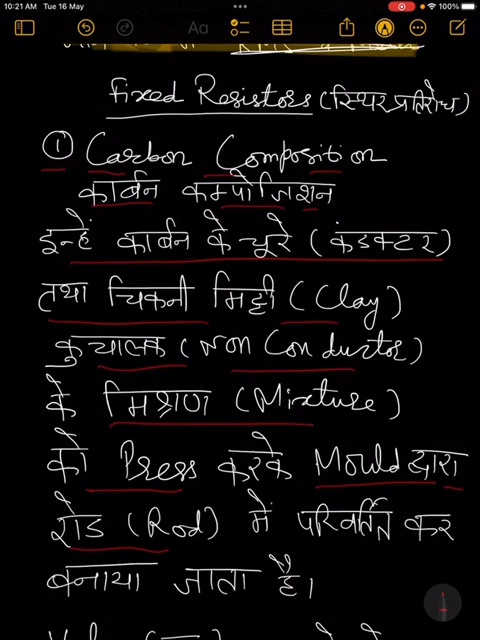 10:21 AM Tue 16 May
100%
Aa
Fixed Resistors (स्थिर प्रतिरोध)
① Carbon Composition
कार्बन कम्पोजिशन
इन्हें कार्बन के चूरे (कंडक्टर)
तथा चिकनी मिट्टी (Clay)
कुचालक (Non Conductor)
के मिश्रण (Mixture)
को Press करके Mould द्वारा
रोड (Rod) में परिवर्तित कर
बनाया जाता है।